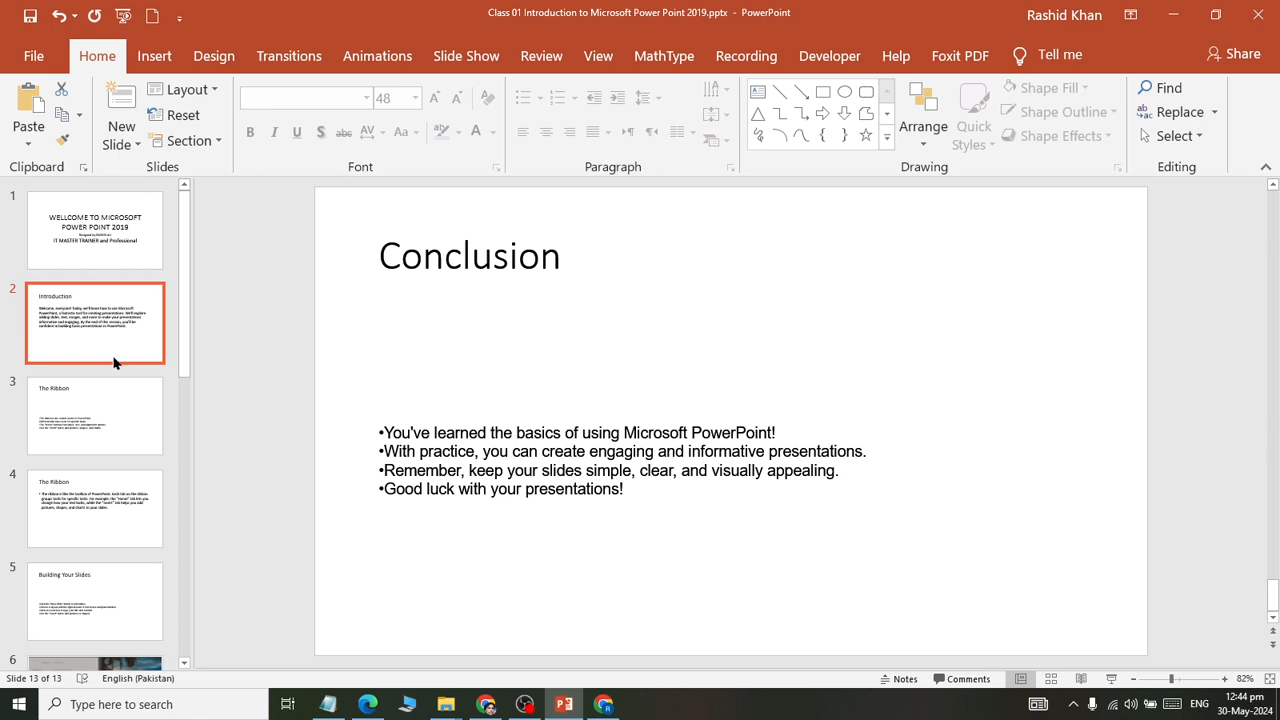 Class 01 Introduction to Microsoft Power Point 2019.pptx - PowerPoint
Rashid Khan
File Home Insert Design Transitions Animations Slide Show Review View MathType Recording Developer Help Foxit PDF Tell me Share
Paste
New Slide
Layout
Reset
Section
48
Arrange
Quick Styles
Shape Fill
Shape Outline
Shape Effects
Find
Replace
Select
Clipboard Slides Font Paragraph Drawing Editing
1
WELLCOME TO MICROSOFT
POWER POINT 2019
IT MASTER TRAINER and Professional
2
Introduction
3
The Ribbon
4
The Ribbon
5
Building Your Slides
6
Conclusion
•You've learned the basics of using Microsoft PowerPoint!
•With practice, you can create engaging and informative presentations.
•Remember, keep your slides simple, clear, and visually appealing.
•Good luck with your presentations!
Slide 13 of 13 English (Pakistan) Notes Comments 82%
Type here to search
ENG
12:44 pm
30-May-2024